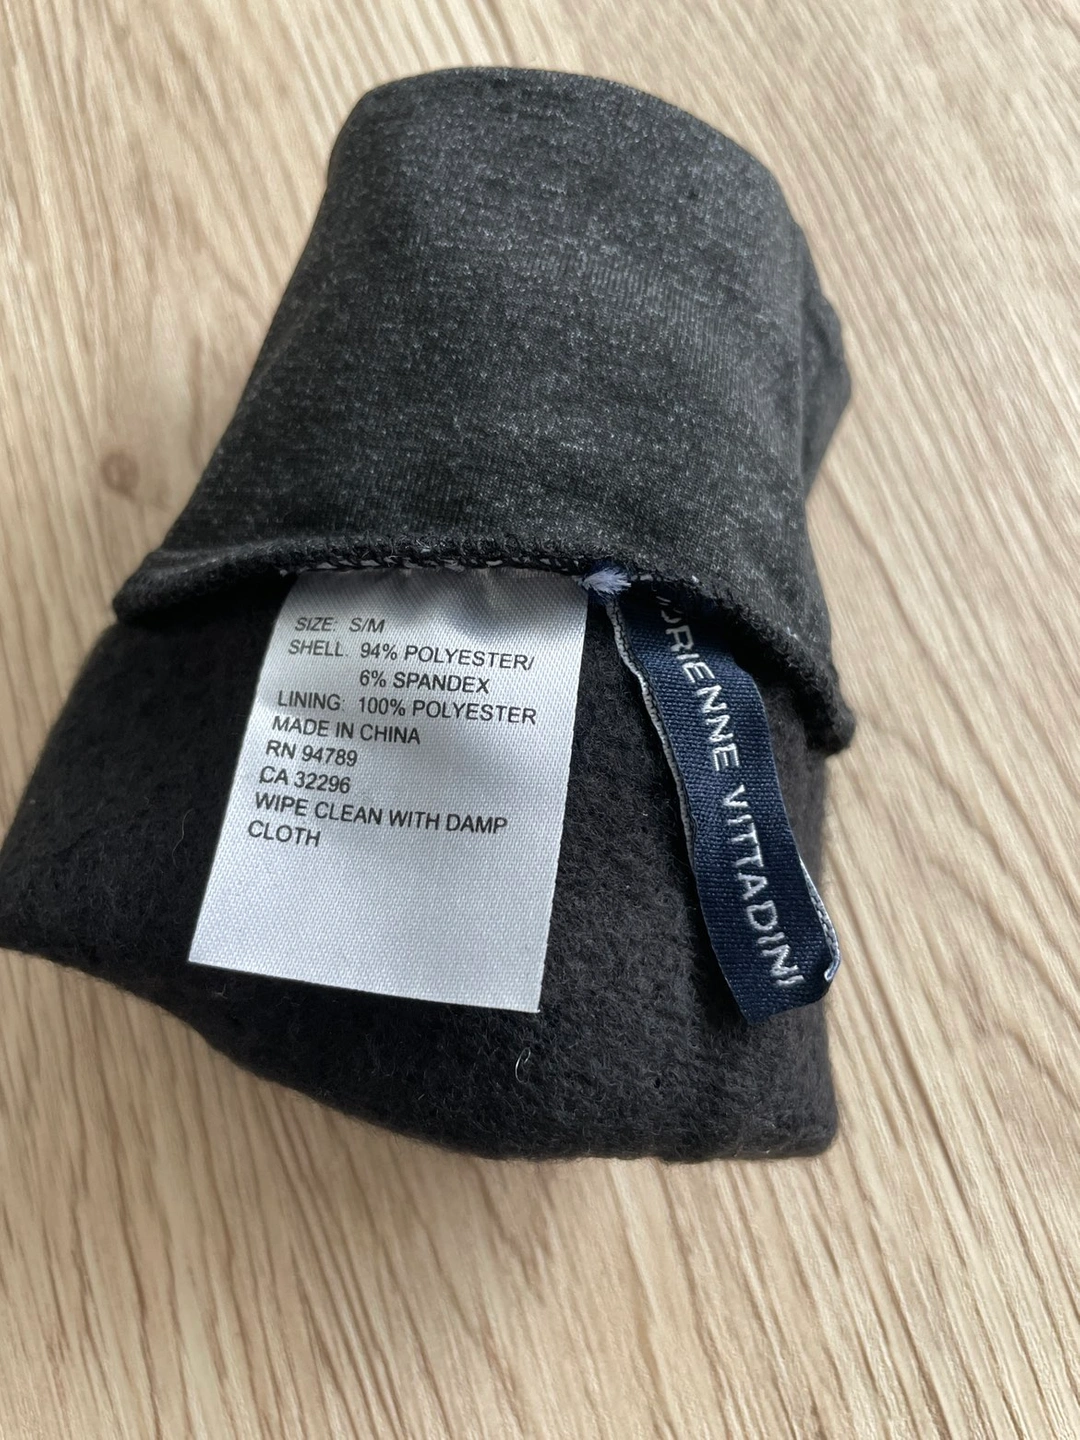 SIZE: S/M
SHELL: 94% POLYESTER/
6% SPANDEX
LINING: 100% POLYESTER
MADE IN CHINA
RN 94789
CA 32296
WIPE CLEAN WITH DAMP
CLOTH
DRIENNE VITTADINI